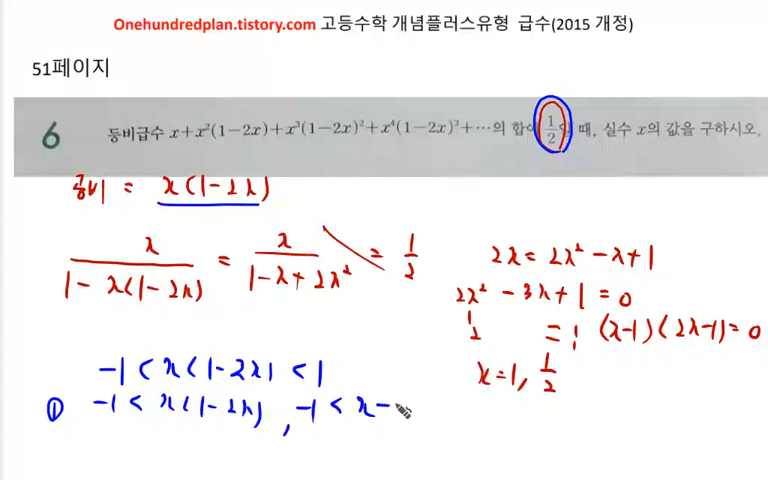 Onehundredplan.tistory.com 고등수학 개념플러스유형 급수(2015 개정)
51페이지
6 등비급수 x+x²(1-2x)+x³(1-2x)²+x⁴(1-2x)³+⋯의 합이 1/2일 때, 실수 x의 값을 구하시오.
공비 = x(1-2x)
x/(1-x(1-2x)) = x/(1-x+2x²) = 1/2
2x = 2x²-x+1
2x²-3x+1=0
(x-1)(2x-1)=0
x=1, 1/2
-1<x(1-2x)<1
① -1<x(1-2x), -1<x-